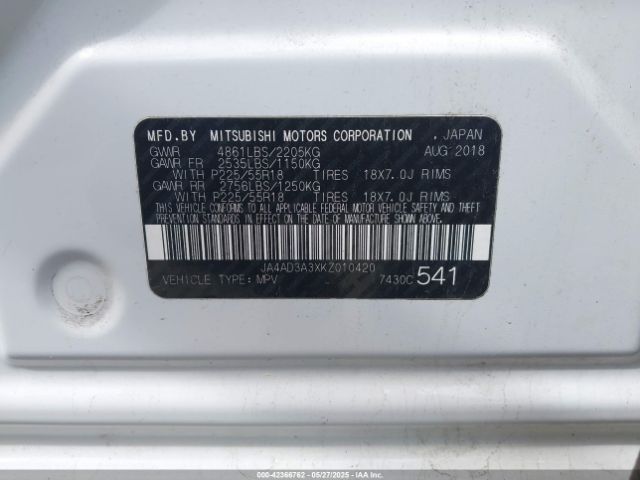 MFD.BY MITSUBISHI MOTORS CORPORATION .JAPAN
GVWR 4861LBS/2205KG AUG 2018
GAWR FR 2535LBS/1150KG
WITH P225/55R18 TIRES 18X7.0J RIMS
GAWR RR 2756LBS/1250KG
WITH P225/55R18 TIRES 18X7.0J RIMS
THIS VEHICLE CONFORMS TO ALL APPLICABLE FEDERAL MOTOR VEHICLE SAFETY AND THEFT
PREVENTION STANDARDS IN EFFECT ON THE DATE OF MANUFACTURE SHOWN ABOVE.
JA4AD3A3XKZ010420
VEHICLE TYPE:MPV 7430C 541
000-42366762 - 05/27/2025 - IAAI